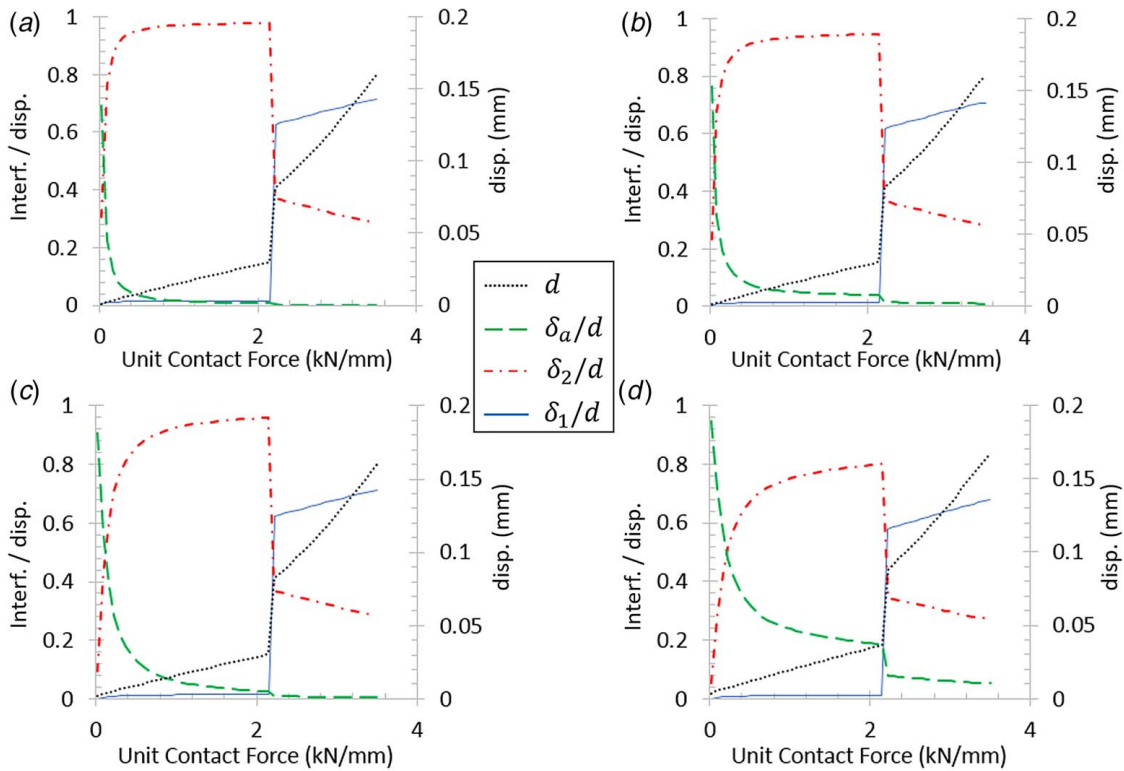 (a)
1
0.8
0.6
0.4
0.2
0
0.2
0.15
0.1
0.05
0
0
2
4
Interf. / disp.
disp. (mm)
Unit Contact Force (kN/mm)
(b)
1
0.8
0.6
0.4
0.2
0
0.2
0.15
0.1
0.05
0
0
2
4
Interf. / disp.
disp. (mm)
Unit Contact Force (kN/mm)
d
δₐ/d
δ₂/d
δ₁/d
(c)
1
0.8
0.6
0.4
0.2
0
0.2
0.15
0.1
0.05
0
0
2
4
Interf. / disp.
disp. (mm)
Unit Contact Force (kN/mm)
(d)
1
0.8
0.6
0.4
0.2
0
0.2
0.15
0.1
0.05
0
0
2
4
Interf. / disp.
disp. (mm)
Unit Contact Force (kN/mm)